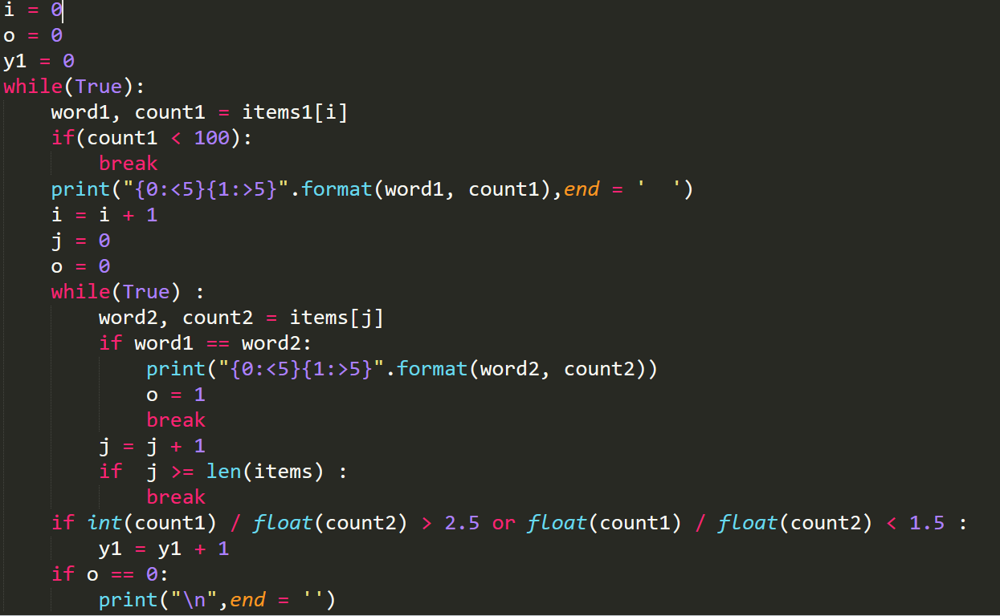 i = 0
o = 0
y1 = 0
while(True):
    word1, count1 = items1[i]
    if(count1 < 100):
        break
    print("{0:<5}{1:>5}".format(word1, count1),end = '  ')
    i = i + 1
    j = 0
    o = 0
    while(True) :
        word2, count2 = items[j]
        if word1 == word2:
            print("{0:<5}{1:>5}".format(word2, count2))
            o = 1
            break
        j = j + 1
        if  j >= len(items) :
            break
    if int(count1) / float(count2) > 2.5 or float(count1) / float(count2) < 1.5 :
        y1 = y1 + 1
    if o == 0:
        print("\n",end = '')